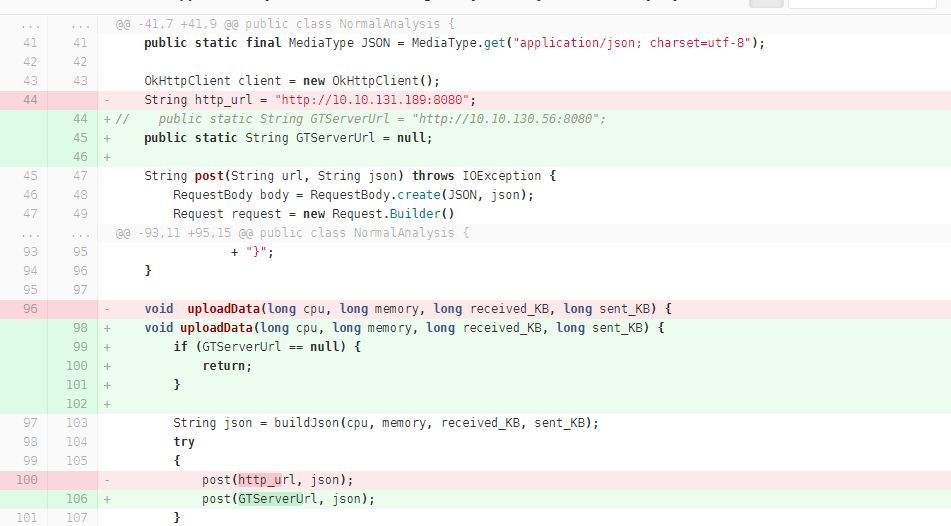 ... ... @@ -41,7 +41,9 @@ public class NormalAnalysis {
41 41 public static final MediaType JSON = MediaType.get("application/json; charset=utf-8");
42 42
43 43 OkHttpClient client = new OkHttpClient();
44 - String http_url = "http://10.10.131.189:8080";
44 + // public static String GTServerUrl = "http://10.10.130.56:8080";
45 + public static String GTServerUrl = null;
46 +
45 47 String post(String url, String json) throws IOException {
46 48 RequestBody body = RequestBody.create(JSON, json);
47 49 Request request = new Request.Builder()
... ... @@ -93,11 +95,15 @@ public class NormalAnalysis {
93 95 + "}";
94 96 }
95 97
96 - void  uploadData(long cpu, long memory, long received_KB, long sent_KB) {
98 + void uploadData(long cpu, long memory, long received_KB, long sent_KB) {
99 + if (GTServerUrl == null) {
100 + return;
101 + }
102 +
97 103 String json = buildJson(cpu, memory, received_KB, sent_KB);
98 104 try
99 105 {
100 - post(http_url, json);
106 + post(GTServerUrl, json);
101 107 }